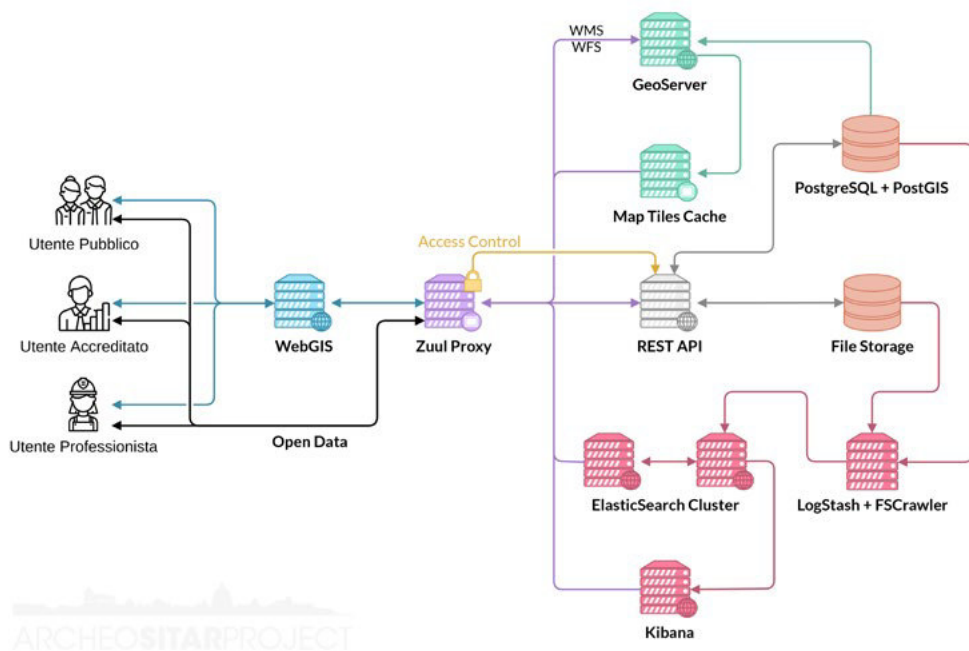 WMS
WFS
GeoServer
PostgreSQL + PostGIS
Map Tiles Cache
Utente Pubblico
Access Control
Utente Accreditato
WebGIS
Zuul Proxy
REST API
File Storage
Utente Professionista
Open Data
ElasticSearch Cluster
LogStash + FSCrawler
Kibana
ARCHEOSITARPROJECT